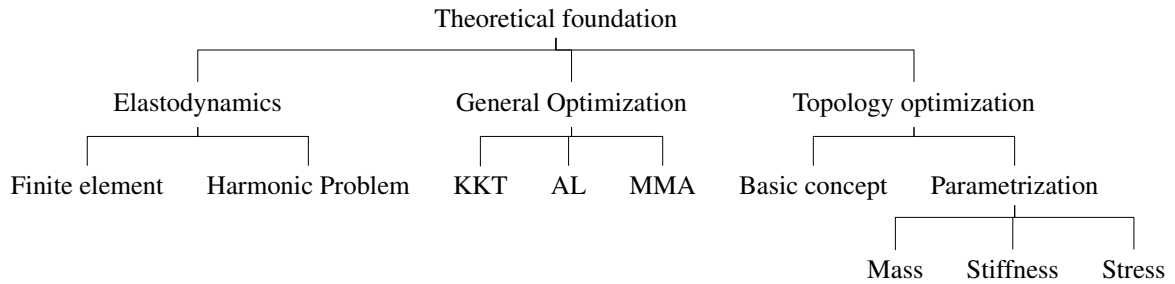 Theoretical foundation
Elastodynamics General Optimization Topology optimization
Finite element Harmonic Problem KKT AL MMA Basic concept Parametrization
Mass Stiffness Stress